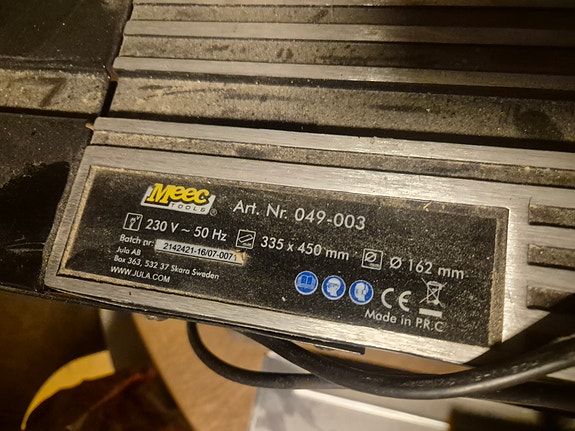 Meec
TOOLS®
Art. Nr. 049-003
230 V ~ 50 Hz
335 x 450 mm
Ø 162 mm
Batch nr: 2142421-16/07-007
Jula AB
Box 363, 532 37 Skara Sweden
WWW.JULA.COM
CE
Made in P.R.C